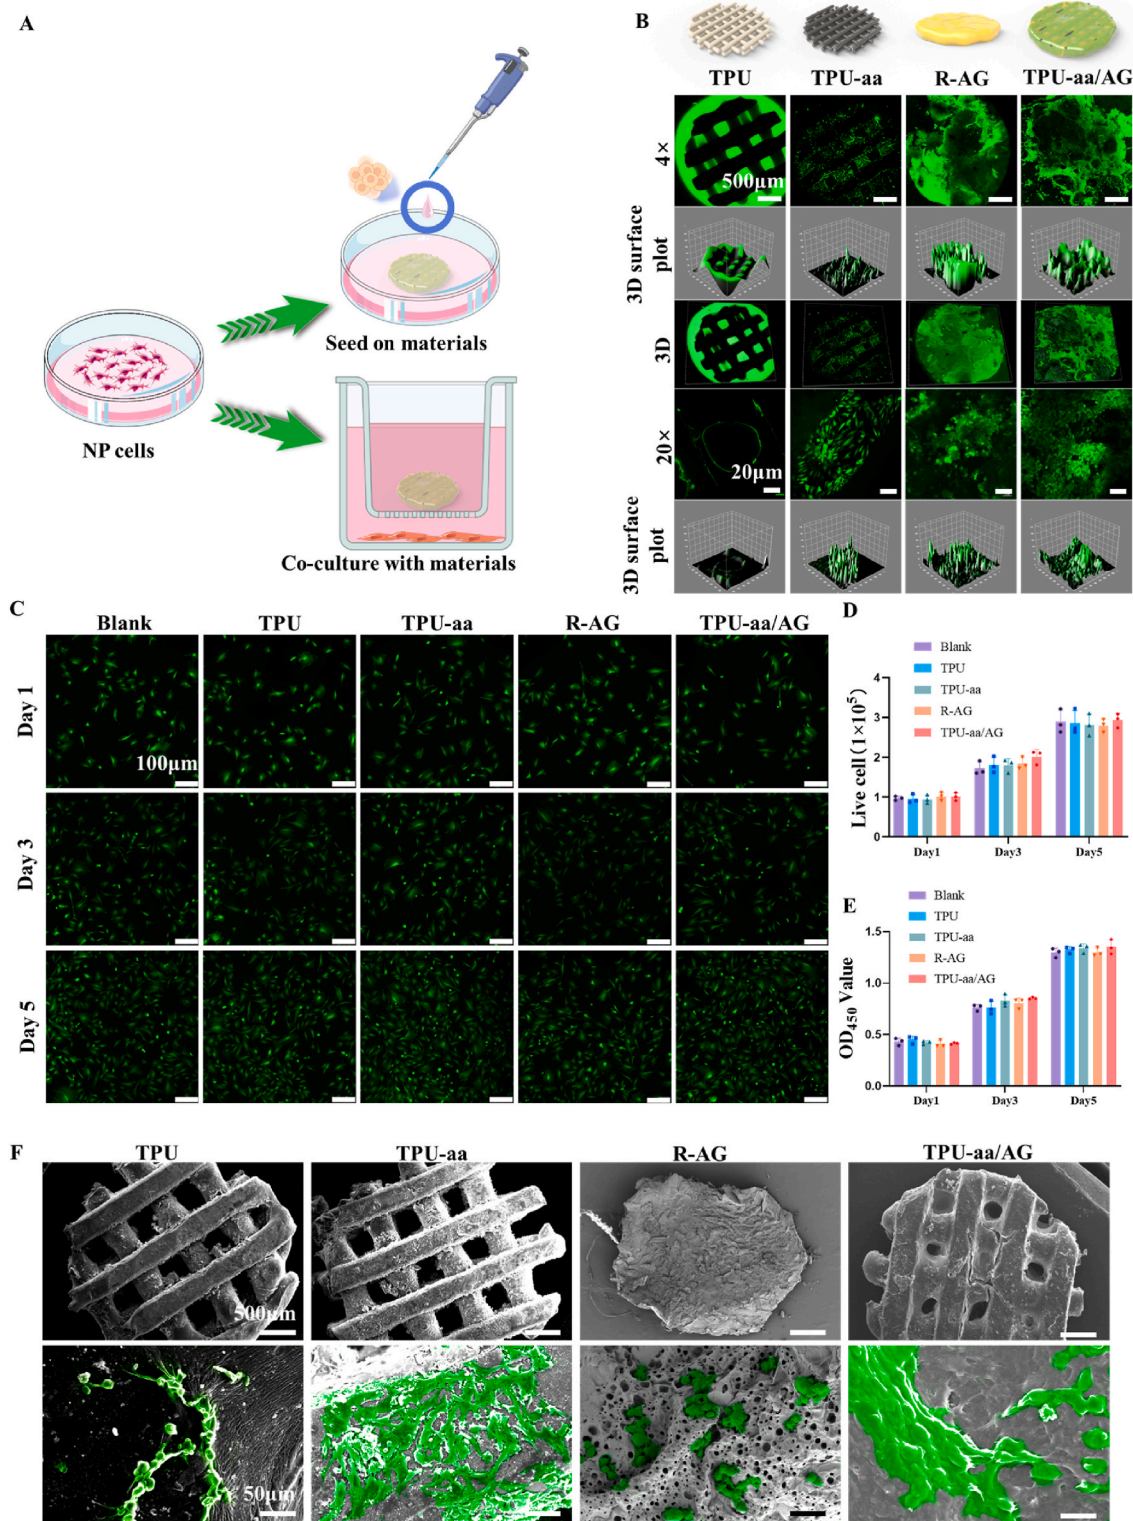 A
Seed on materials
NP cells
Co-culture with materials
B
TPU
TPU-aa
R-AG
TPU-aa/AG
4×
500μm
3D surface
plot
3D
20×
20μm
3D surface
plot
C
Blank
TPU
TPU-aa
R-AG
TPU-aa/AG
Day 1
100μm
Day 3
Day 5
D
Blank
TPU
TPU-aa
R-AG
TPU-aa/AG
Live cell (1×10⁵)
4
3
2
1
0
Day1
Day3
Day5
E
Blank
TPU
TPU-aa
R-AG
TPU-aa/AG
OD₄₅₀ Value
1.5
1.0
0.5
0.0
Day1
Day3
Day5
F
TPU
TPU-aa
R-AG
TPU-aa/AG
500μm
50μm